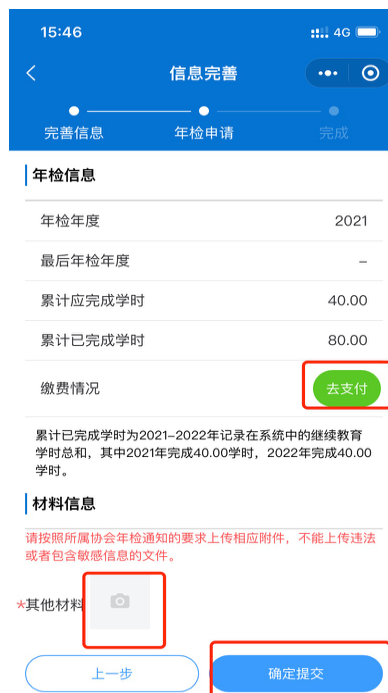 15:46
4G
信息完善
完善信息
年检申请
完成
年检信息
年检年度
2021
最后年检年度
–
累计应完成学时
40.00
累计已完成学时
80.00
缴费情况
去支付
累计已完成学时为2021–2022年记录在系统中的继续教育
学时总和，其中2021年完成40.00学时，2022年完成40.00
学时。
材料信息
请按照所属协会年检通知的要求上传相应附件，不能上传违法
或者包含敏感信息的文件。
*其他材料
上一步
确定提交